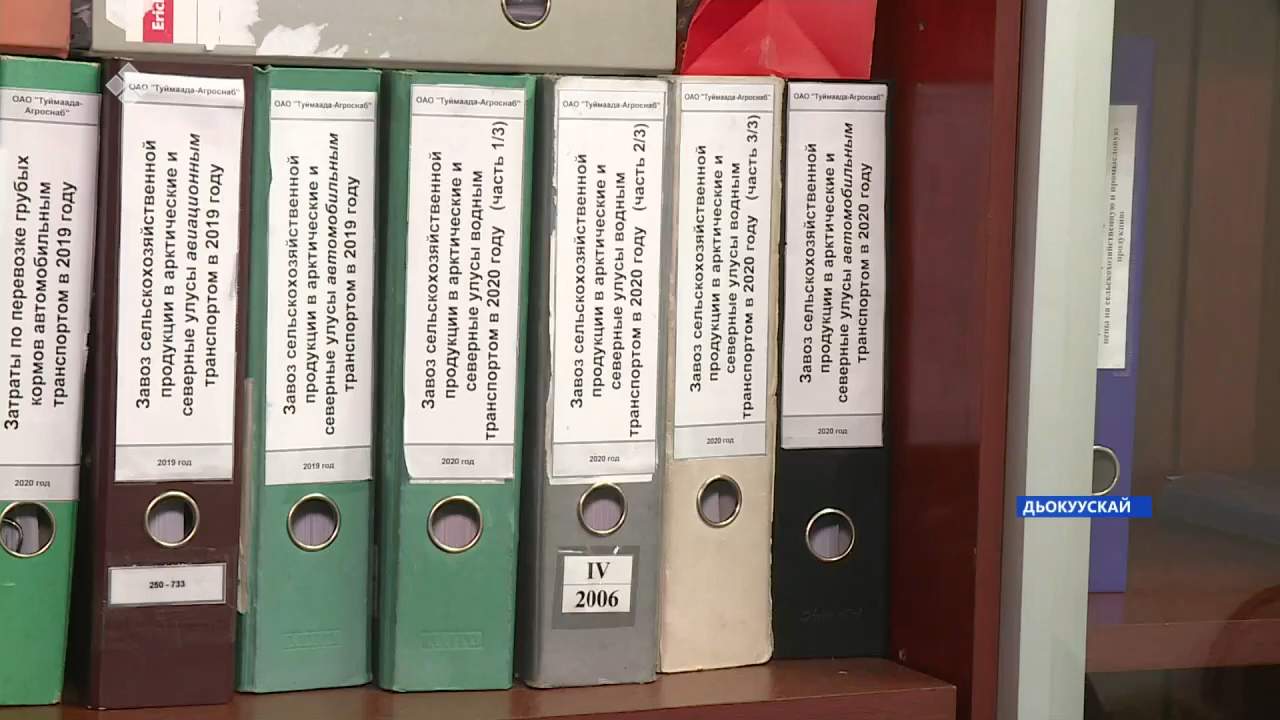 Eric
ОАО "Туймаада-
Агроснаб"
Затраты по перевозке грубых
кормов автомобильным
транспортом в 2019 году
2020 год
ОАО "Туймаада-Агроснаб"
Завоз сельскохозяйственной
продукции в арктические и
северные улусы авиационным
транспортом в 2019 году
2019 год
250 - 733
ОАО "Туймаада-Агроснаб"
Завоз сельскохозяйственной
продукции в арктические и
северные улусы автомобильным
транспортом в 2019 году
2019 год
ОАО "Туймаада-Агроснаб"
Завоз сельскохозяйственной
продукции в арктические и
северные улусы водным
транспортом в 2020 году (часть 1/3)
2020 год
ОАО "Туймаада-Агроснаб"
Завоз сельскохозяйственной
продукции в арктические и
северные улусы водным
транспортом в 2020 году (часть 2/3)
2020 год
IV
2006
ОАО "Туймаада-Агроснаб"
Завоз сельскохозяйственной
продукции в арктические и
северные улусы водным
транспортом в 2020 году (часть 3/3)
2020 год
ОАО "Туймаада-Агроснаб"
Завоз сельскохозяйственной
продукции в арктические и
северные улусы автомобильным
транспортом в 2020 году
2020 год
цены на сельскохозяйственную и промысловую
продукцию
ДЬОКУУСКАЙ